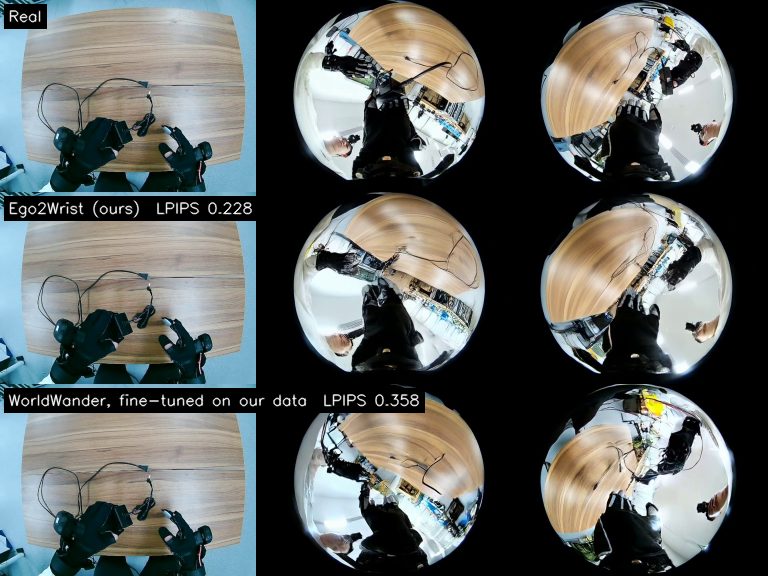 Real
Ego2Wrist (ours) LPIPS 0.228
WorldWander, fine-tuned on our data LPIPS 0.358